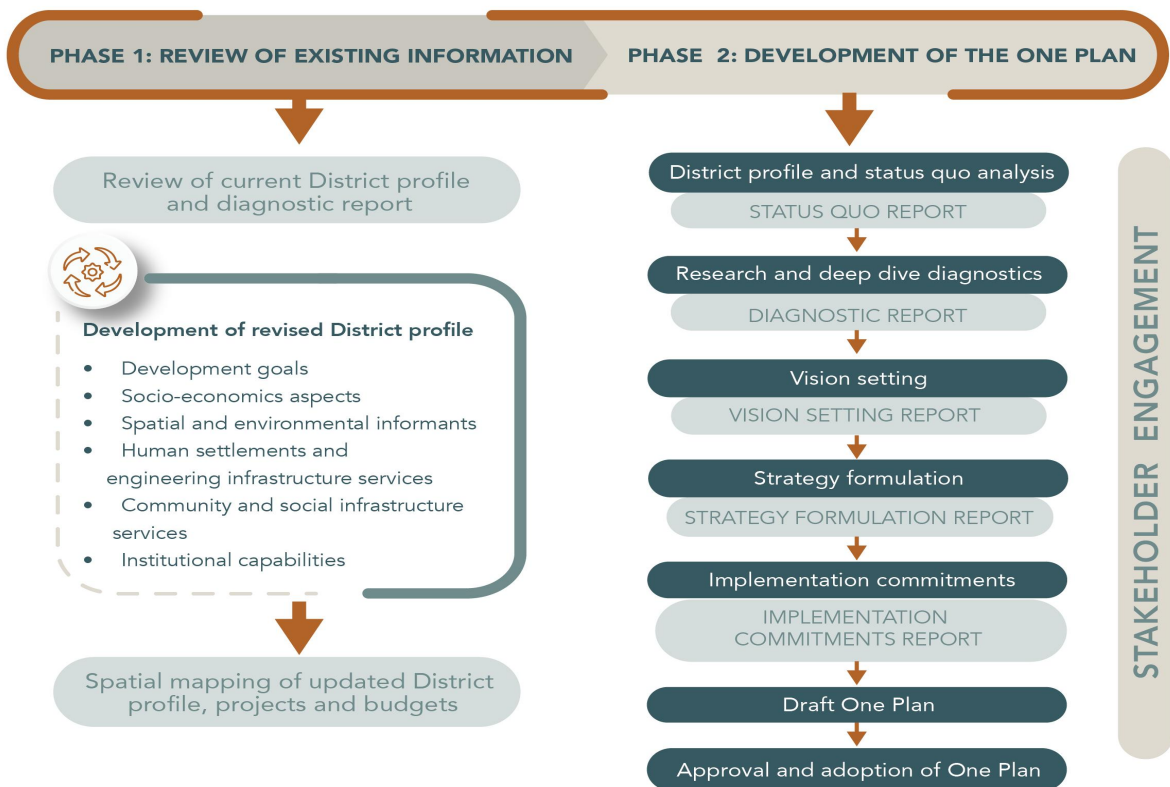 PHASE 1: REVIEW OF EXISTING INFORMATION
PHASE 2: DEVELOPMENT OF THE ONE PLAN
Review of current District profile
and diagnostic report
Development of revised District profile
• Development goals
• Socio-economics aspects
• Spatial and environmental informants
• Human settlements and
engineering infrastructure services
• Community and social infrastructure
services
• Institutional capabilities
Spatial mapping of updated District
profile, projects and budgets
District profile and status quo analysis
STATUS QUO REPORT
Research and deep dive diagnostics
DIAGNOSTIC REPORT
Vision setting
VISION SETTING REPORT
Strategy formulation
STRATEGY FORMULATION REPORT
Implementation commitments
IMPLEMENTATION
COMMITMENTS REPORT
Draft One Plan
Approval and adoption of One Plan
STAKEHOLDER ENGAGEMENT